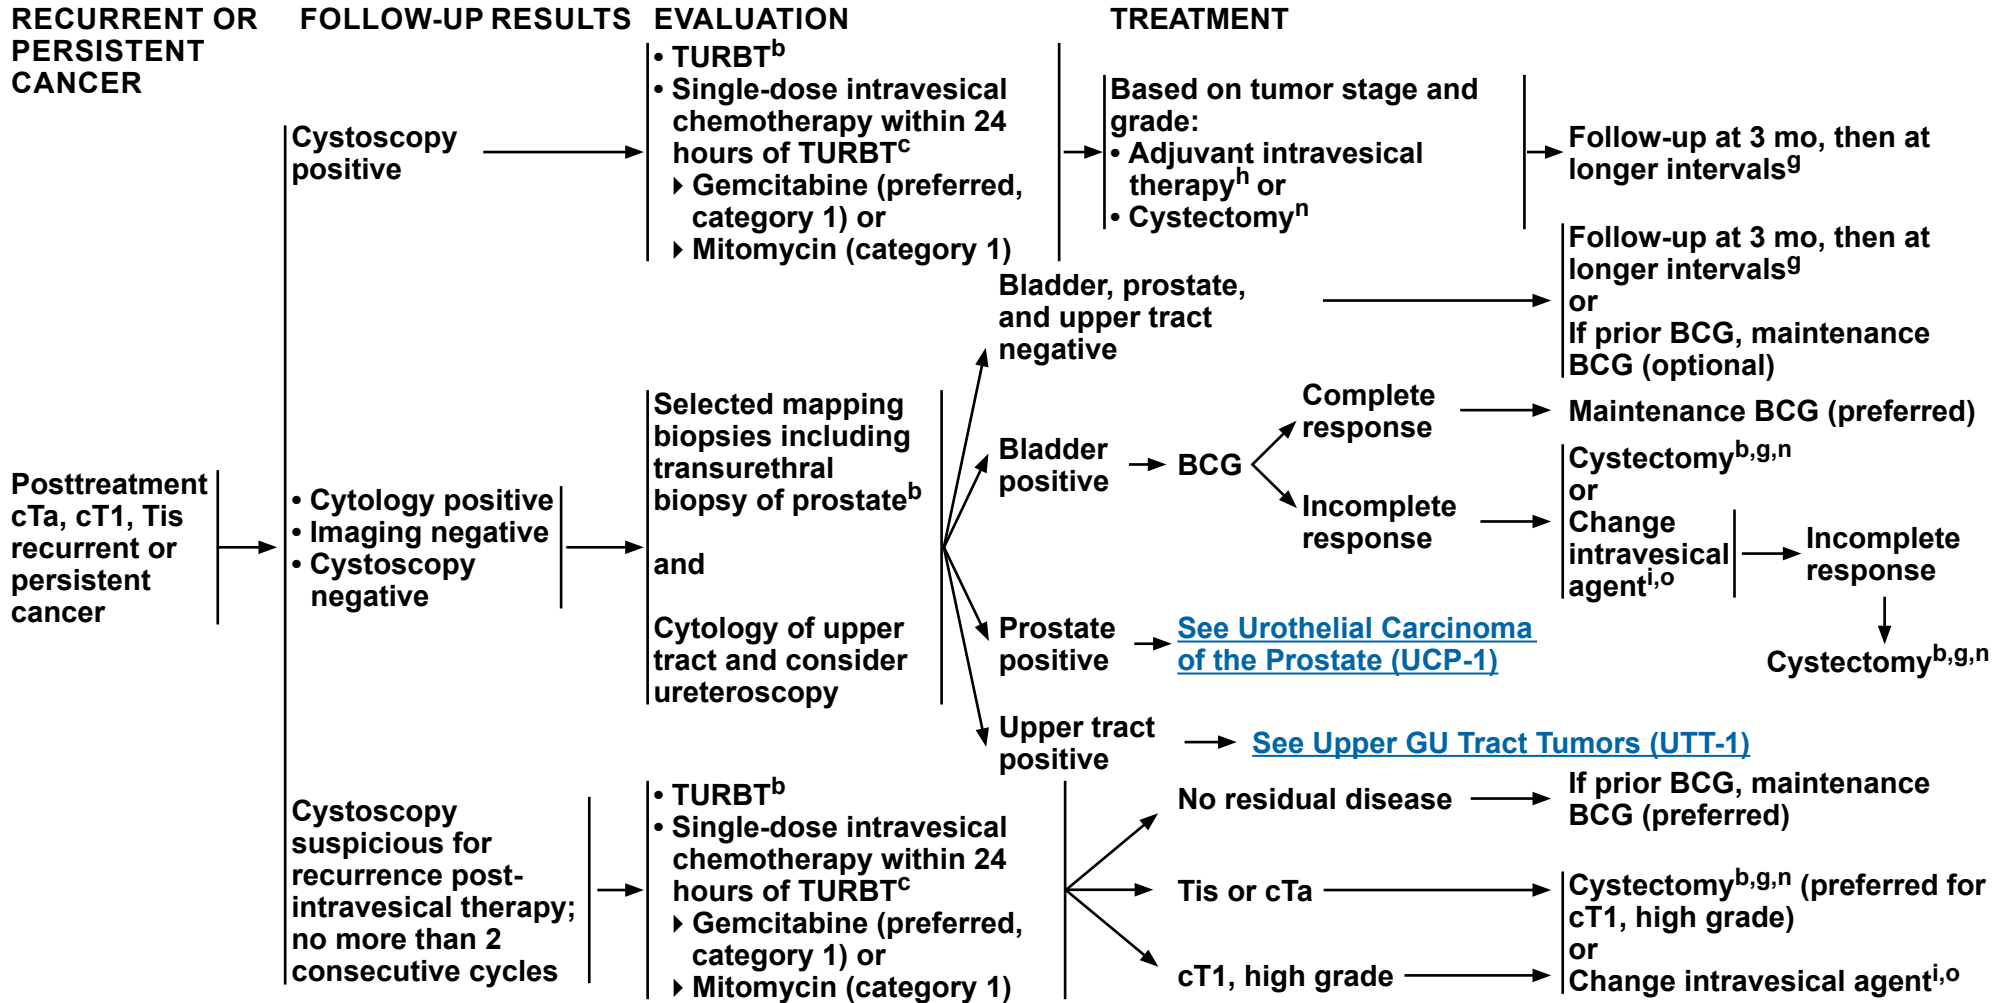 RECURRENT OR
PERSISTENT
CANCER
FOLLOW-UP RESULTS
EVALUATION
TREATMENT
Posttreatment
cTa, cT1, Tis
recurrent or
persistent
cancer
Cystoscopy
positive
• TURBTb
• Single-dose intravesical
chemotherapy within 24
hours of TURBTc
▸ Gemcitabine (preferred,
category 1) or
▸ Mitomycin (category 1)
Based on tumor stage and
grade:
• Adjuvant intravesical
therapyh or
• Cystectomyn
Follow-up at 3 mo, then at
longer intervalsg
• Cytology positive
• Imaging negative
• Cystoscopy
negative
Selected mapping
biopsies including
transurethral
biopsy of prostateb
and
Cytology of upper
tract and consider
ureteroscopy
Bladder, prostate,
and upper tract
negative
Follow-up at 3 mo, then at
longer intervalsg
or
If prior BCG, maintenance
BCG (optional)
Bladder
positive
BCG
Complete
response
Maintenance BCG (preferred)
Incomplete
response
Cystectomyb,g,n
or
Change
intravesical
agenti,o
Incomplete
response
Cystectomyb,g,n
Prostate
positive
See Urothelial Carcinoma
of the Prostate (UCP-1)
Upper tract
positive
See Upper GU Tract Tumors (UTT-1)
Cystoscopy
suspicious for
recurrence post-
intravesical therapy;
no more than 2
consecutive cycles
• TURBTb
• Single-dose intravesical
chemotherapy within 24
hours of TURBTc
▸ Gemcitabine (preferred,
category 1) or
▸ Mitomycin (category 1)
No residual disease
If prior BCG, maintenance
BCG (preferred)
Tis or cTa
cT1, high grade
Cystectomyb,g,n (preferred for
cT1, high grade)
or
Change intravesical agenti,o